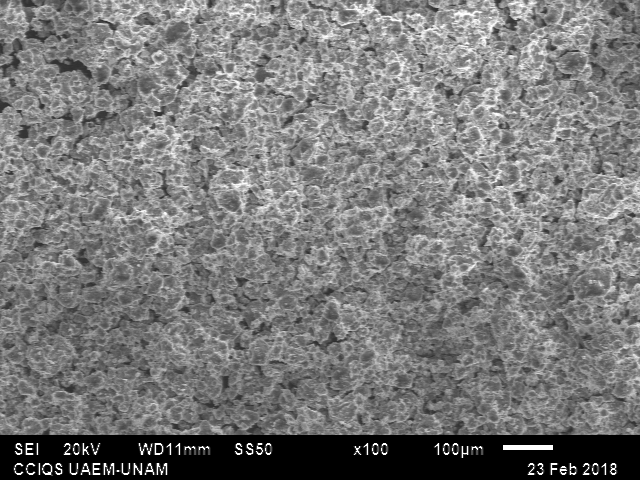 SEI 20kV WD11mm SS50 x100 100µm
CCIQS UAEM-UNAM 23 Feb 2018